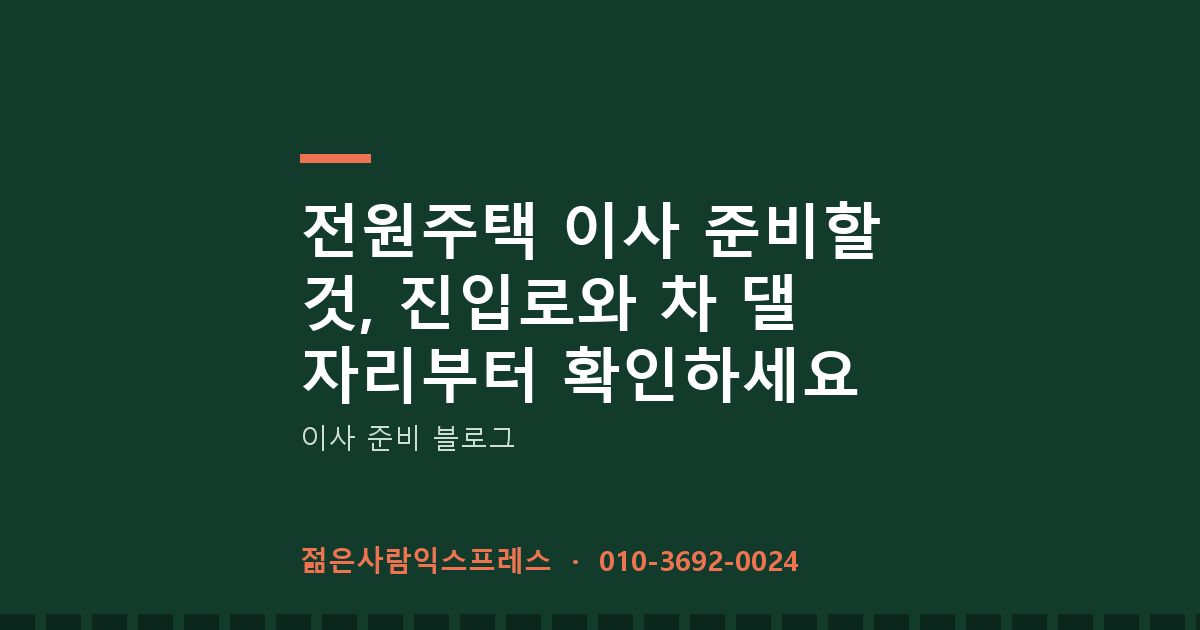 전원주택 이사 준비할
것, 진입로와 차 댈
자리부터 확인하세요
이사 준비 블로그
젊은사람익스프레스 · 010-3692-0024